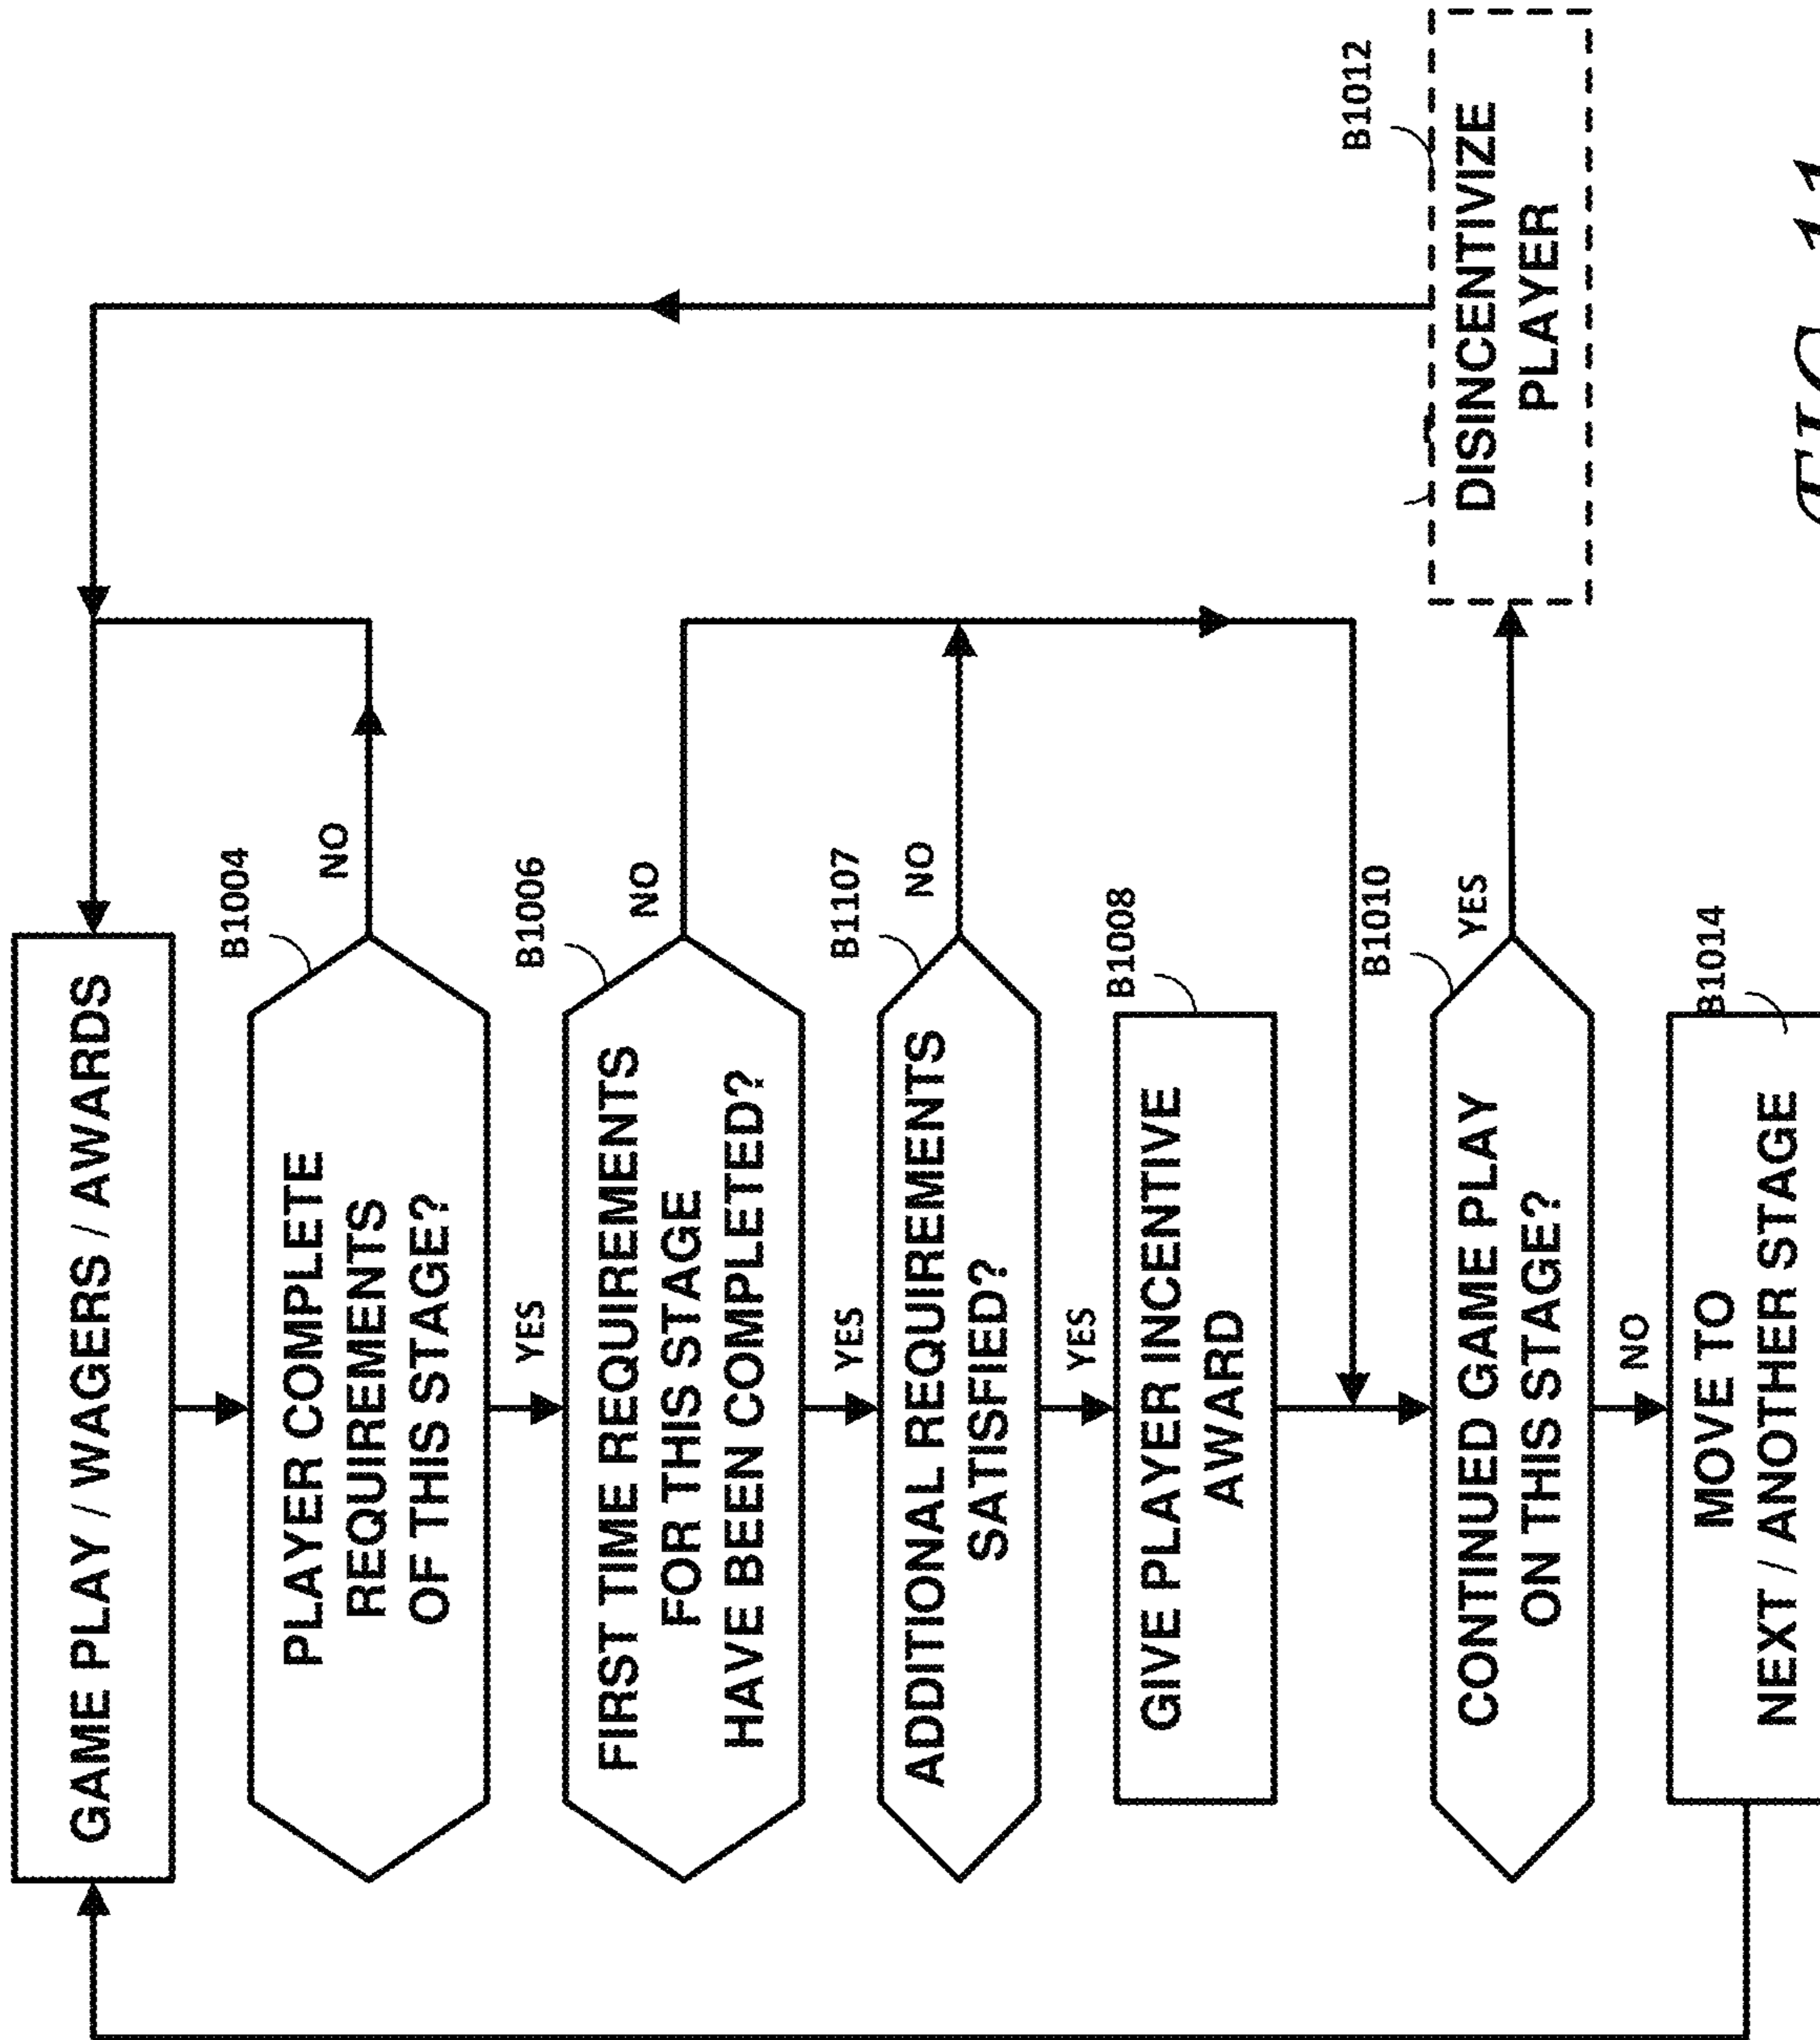 GAME PLAY / WAGERS / AWARDS
B1004
PLAYER COMPLETE
REQUIREMENTS
OF THIS STAGE?
NO
YES
B1006
FIRST TIME REQUIREMENTS
FOR THIS STAGE
HAVE BEEN COMPLETED?
NO
YES
B1107
ADDITIONAL REQUIREMENTS
SATISFIED?
NO
YES
B1008
GIVE PLAYER INCENTIVE
AWARD
B1010
CONTINUED GAME PLAY
ON THIS STAGE?
YES
B1012
DISINCENTIVIZE
PLAYER
NO
B1014
MOVE TO
NEXT / ANOTHER STAGE
FIG. 11